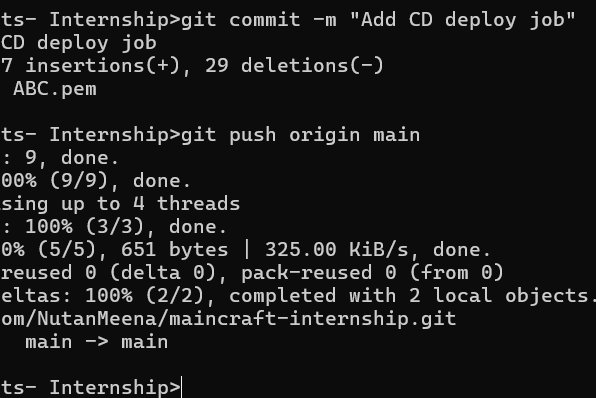 ts- Internship>git commit -m "Add CD deploy job"
CD deploy job
7 insertions(+), 29 deletions(-)
ABC.pem
ts- Internship>git push origin main
: 9, done.
00% (9/9), done.
sing up to 4 threads
: 100% (3/3), done.
0% (5/5), 651 bytes | 325.00 KiB/s, done.
reused 0 (delta 0), pack-reused 0 (from 0)
eltas: 100% (2/2), completed with 2 local objects.
om/NutanMeena/maincraft-internship.git
main -> main
ts- Internship>